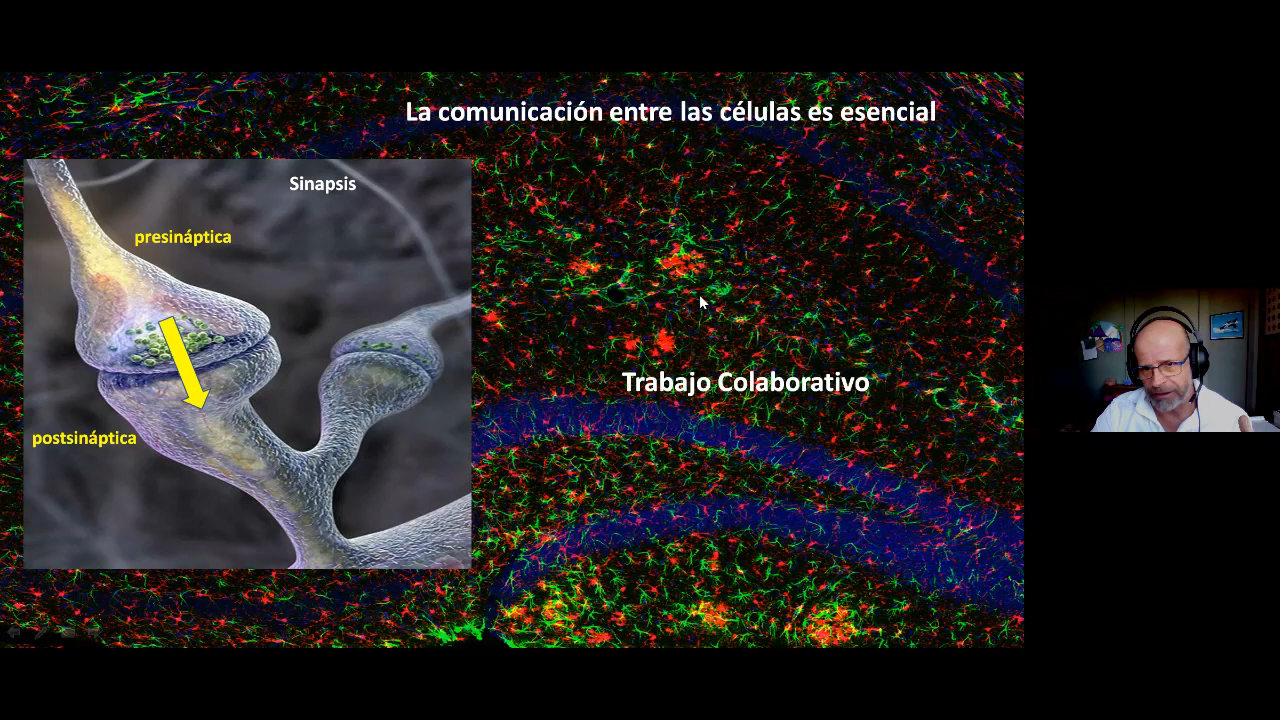 La comunicación entre las células es esencial
Sinapsis
presináptica
postsináptica
Trabajo Colaborativo